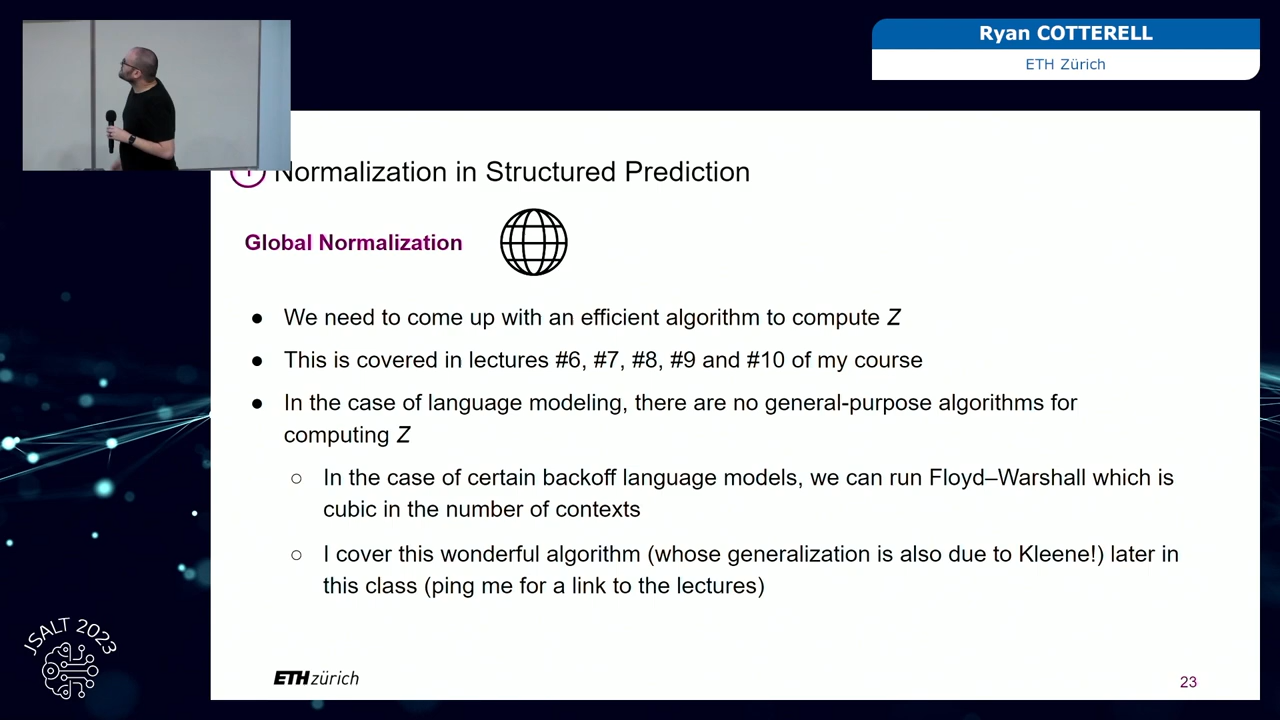 Ryan COTTERELL
ETH Zürich
Normalization in Structured Prediction
Global Normalization
● We need to come up with an efficient algorithm to compute Z
● This is covered in lectures #6, #7, #8, #9 and #10 of my course
● In the case of language modeling, there are no general-purpose algorithms for
computing Z
○ In the case of certain backoff language models, we can run Floyd–Warshall which is
cubic in the number of contexts
○ I cover this wonderful algorithm (whose generalization is also due to Kleene!) later in
this class (ping me for a link to the lectures)
JSALT 2023
ETH zürich
23